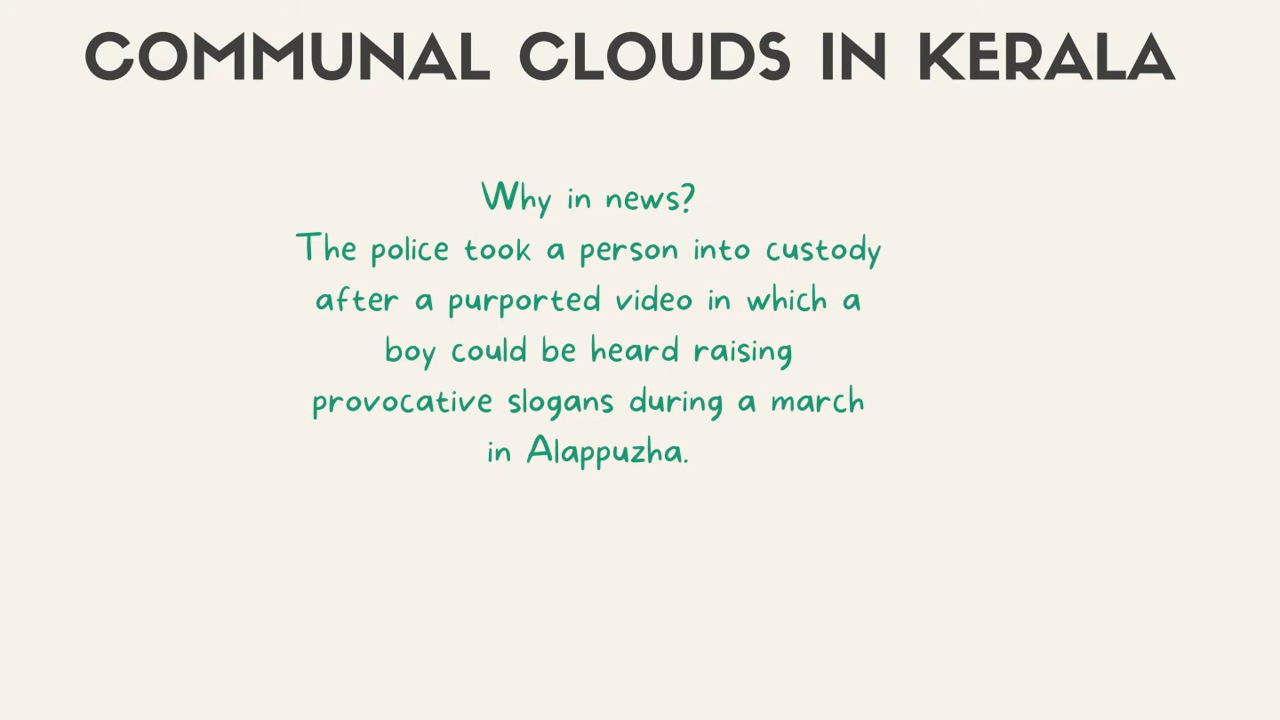 COMMUNAL CLOUDS IN KERALA
Why in news?
The police took a person into custody
after a purported video in which a
boy could be heard raising
provocative slogans during a march
in Alappuzha.